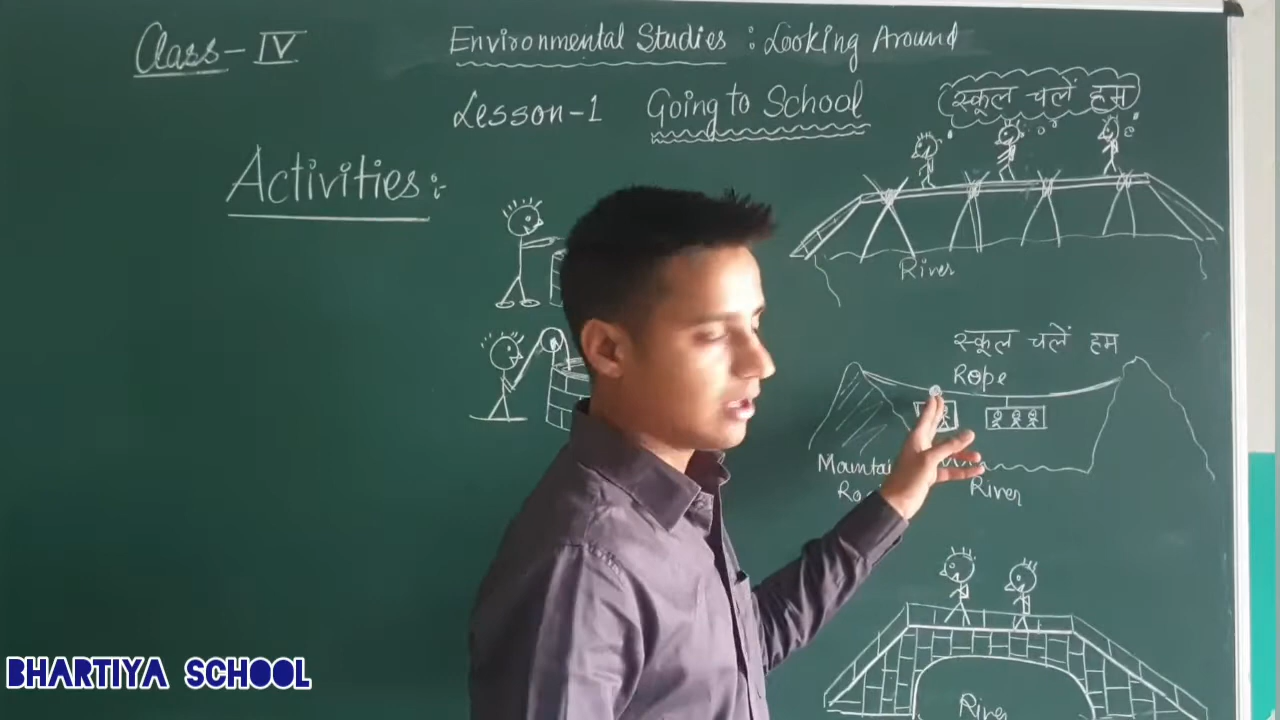 Class - IV
Environmental Studies : Looking Around
Lesson-1 Going to School
स्कूल चलें हम
Activities :-
River
स्कूल चलें हम
Rope
River
River
BHARTIYA SCHOOL